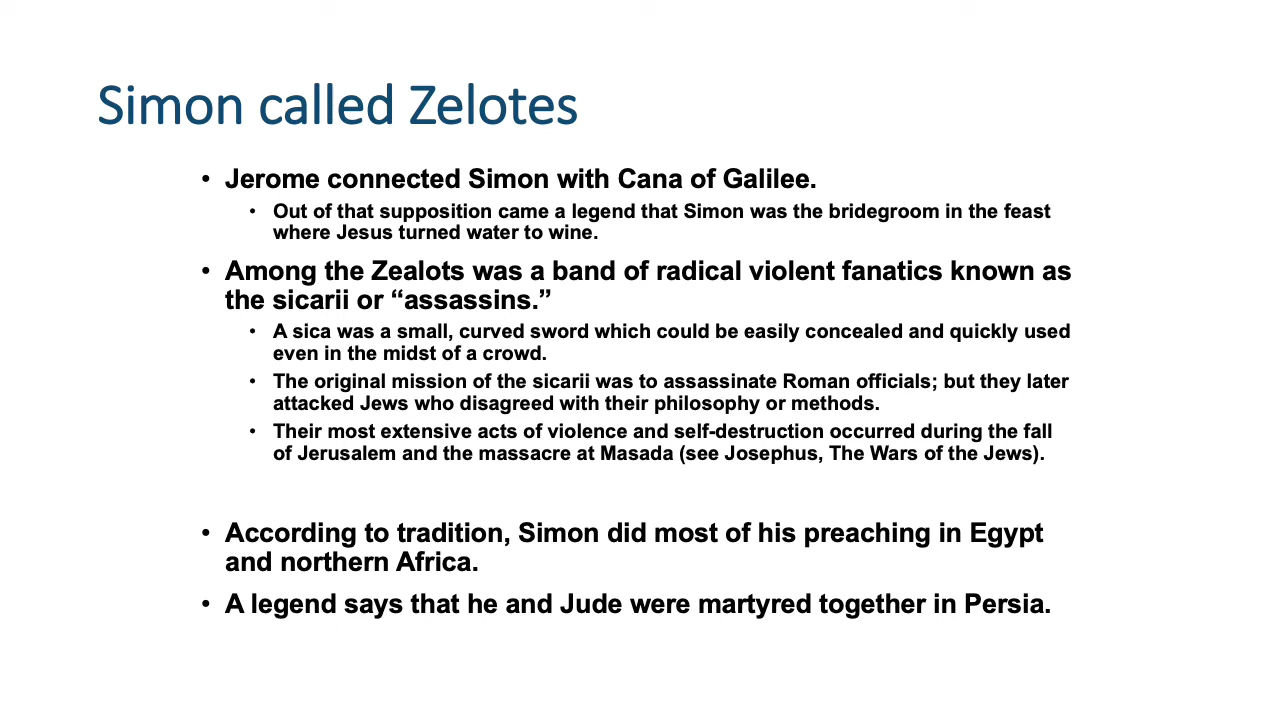 Simon called Zelotes
• Jerome connected Simon with Cana of Galilee.
• Out of that supposition came a legend that Simon was the bridegroom in the feast
where Jesus turned water to wine.
• Among the Zealots was a band of radical violent fanatics known as
the sicarii or “assassins.”
• A sica was a small, curved sword which could be easily concealed and quickly used
even in the midst of a crowd.
• The original mission of the sicarii was to assassinate Roman officials; but they later
attacked Jews who disagreed with their philosophy or methods.
• Their most extensive acts of violence and self-destruction occurred during the fall
of Jerusalem and the massacre at Masada (see Josephus, The Wars of the Jews).
• According to tradition, Simon did most of his preaching in Egypt
and northern Africa.
• A legend says that he and Jude were martyred together in Persia.